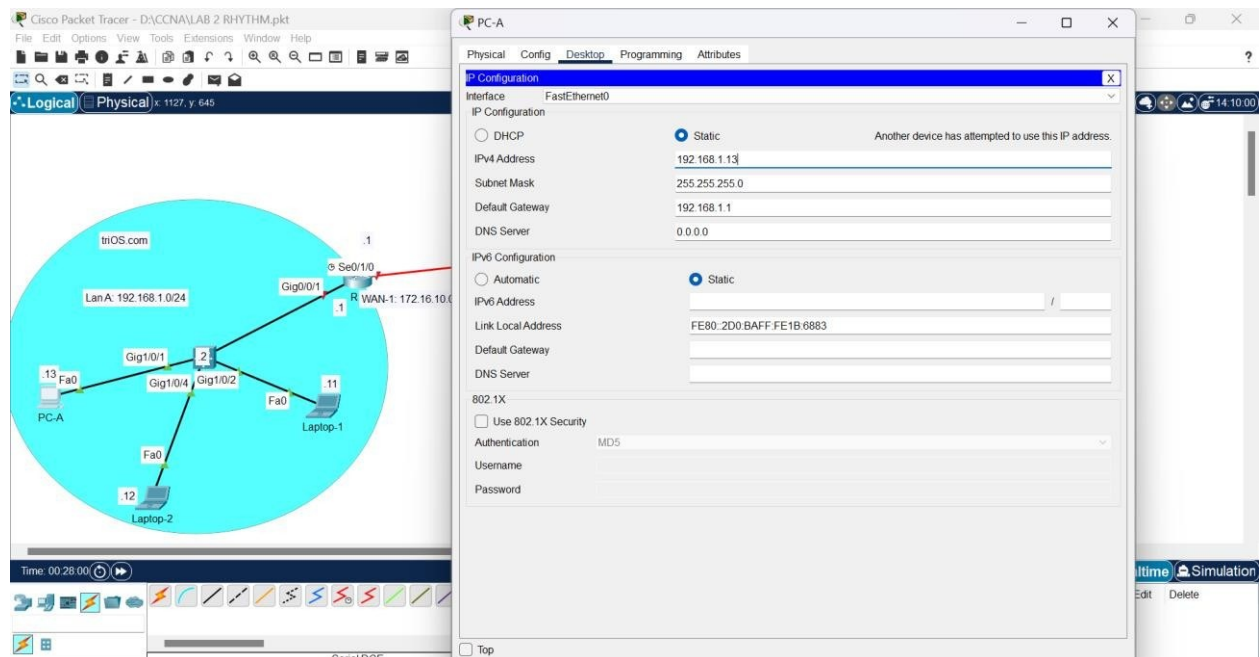 Cisco Packet Tracer - D:\CCNA\LAB 2 RHYTHM.pkt
File Edit Options View Tools Extensions Window Help
Logical Physical x: 1127, y: 645
14:10:00
?
triOS.com
.1
Se0/1/0
Gig0/0/1
Lan A: 192.168.1.0/24
R WAN-1: 172.16.10.0
.1
Gig1/0/1
.2
.13
Fa0
Gig1/0/4
Gig1/0/2
.11
Fa0
PC-A
Laptop-1
Fa0
.12
Laptop-2
Time: 00:28:00
PC-A
Physical Config Desktop Programming Attributes
IP Configuration
X
Interface FastEthernet0
IP Configuration
DHCP Static Another device has attempted to use this IP address.
IPv4 Address 192.168.1.13
Subnet Mask 255.255.255.0
Default Gateway 192.168.1.1
DNS Server 0.0.0.0
IPv6 Configuration
Automatic Static
IPv6 Address /
Link Local Address FE80::2D0:BAFF:FE1B:6883
Default Gateway
DNS Server
802.1X
Use 802.1X Security
Authentication MD5
Username
Password
Top
ltime Simulation
Edit Delete